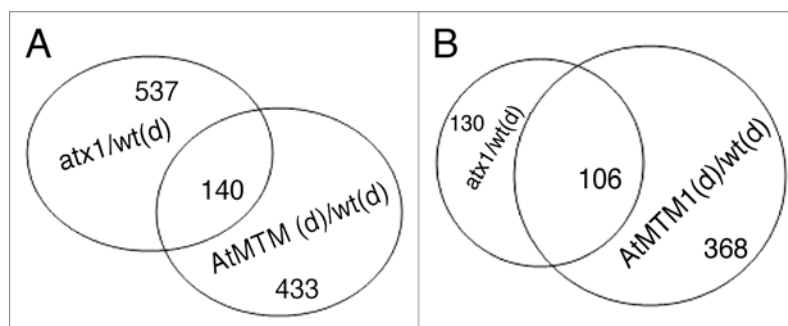 A
537
atx1/wt(d)
140
AtMTM (d)/wt(d)
433
B
130
atx1/wt(d)
106
AtMTM1(d)/wt(d)
368